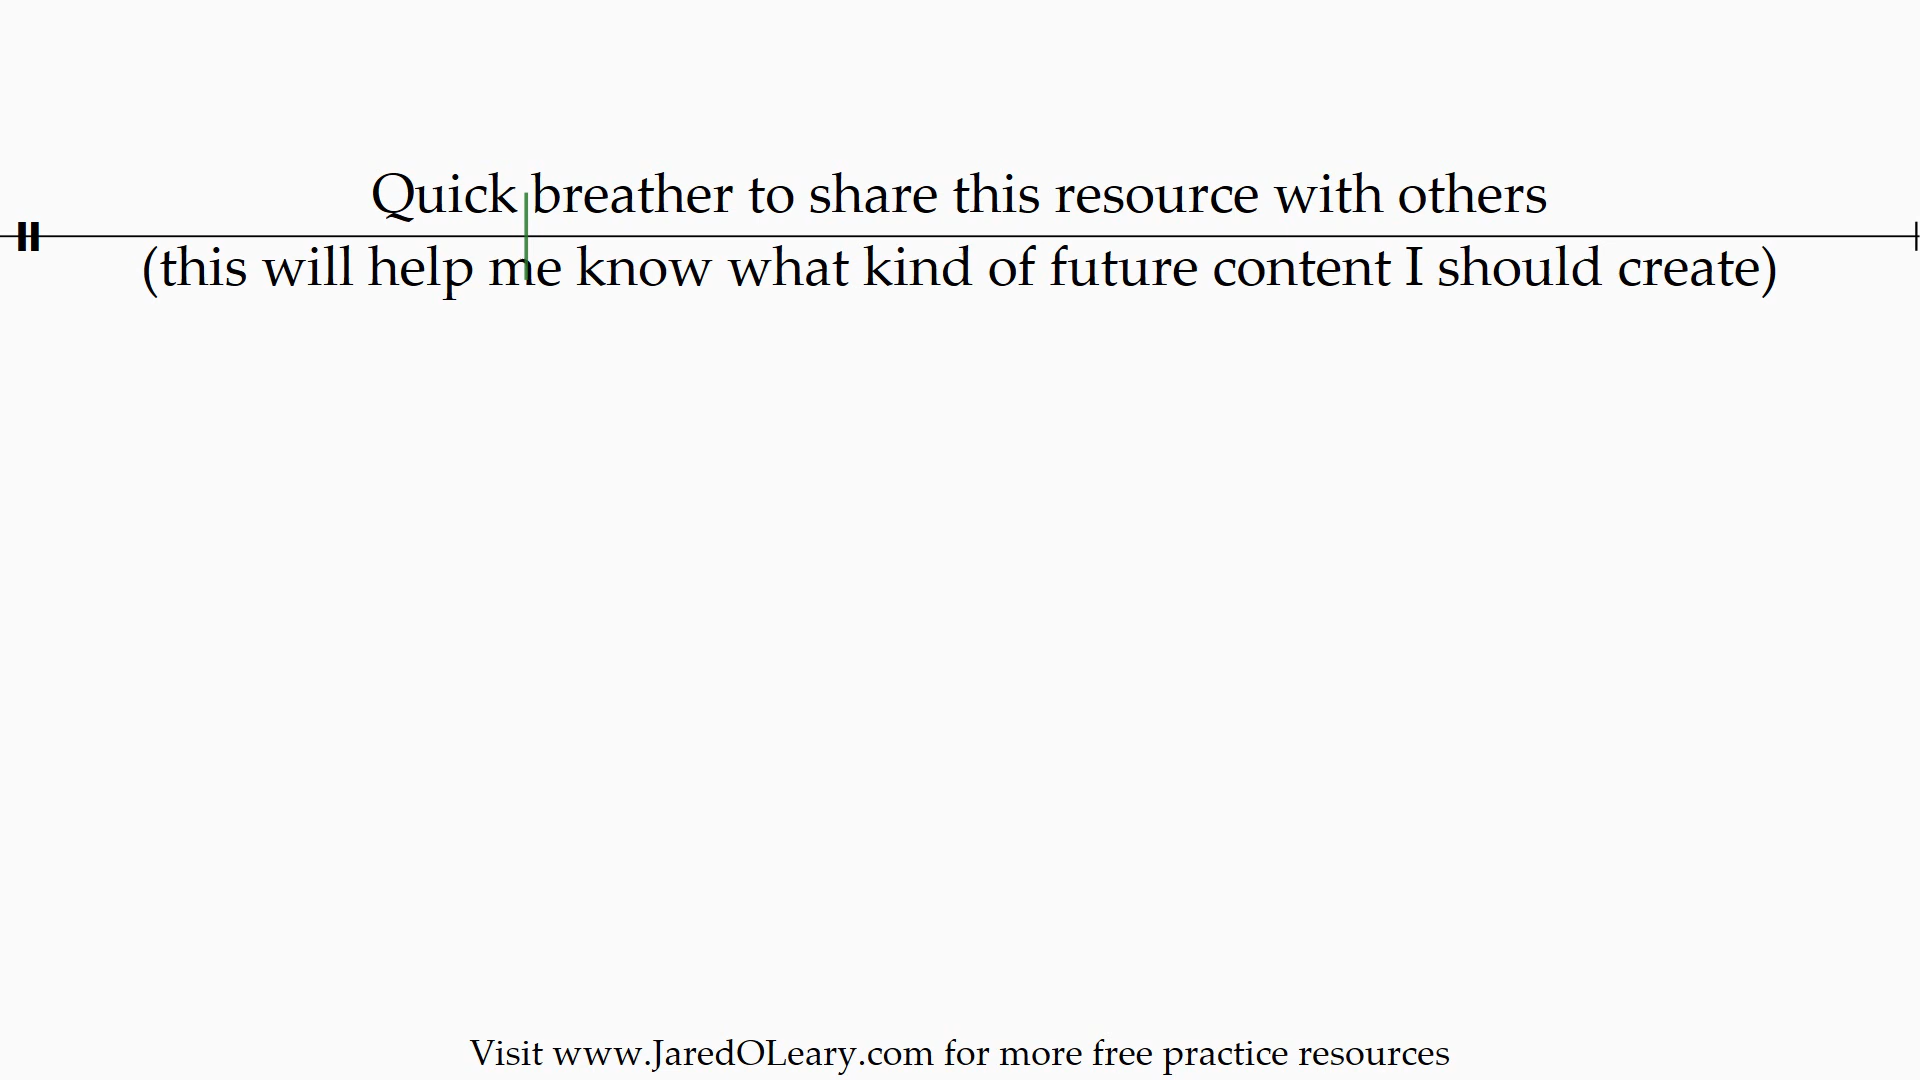 Quick breather to share this resource with others
(this will help me know what kind of future content I should create)
Visit www.JaredOLeary.com for more free practice resources